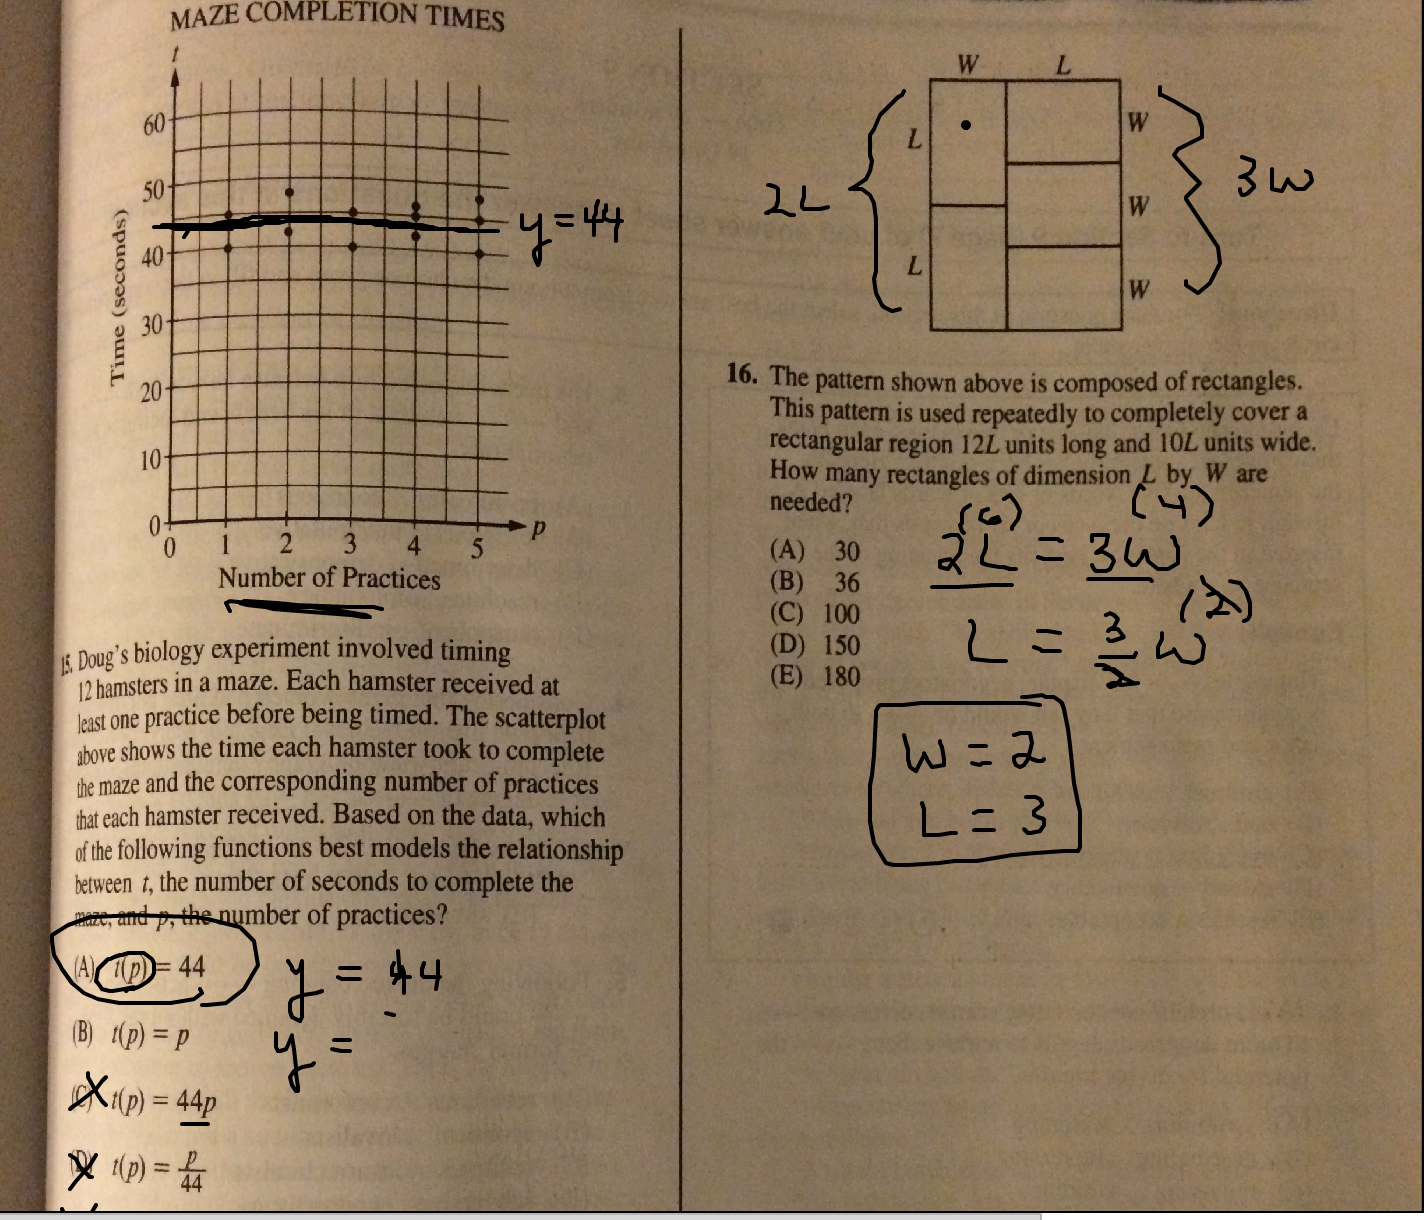 MAZE COMPLETION TIMES
t
60
50
40
30
20
10
0
Time (seconds)
0 1 2 3 4 5
p
Number of Practices
y = 44
15. Doug's biology experiment involved timing
12 hamsters in a maze. Each hamster received at
least one practice before being timed. The scatterplot
above shows the time each hamster took to complete
the maze and the corresponding number of practices
that each hamster received. Based on the data, which
of the following functions best models the relationship
between t, the number of seconds to complete the
maze, and p, the number of practices?
(A) t(p) = 44
(B) t(p) = p
(C) t(p) = 44p
(D) t(p) = p/44
y = 44
y =
W L
L W
L W
W
2L
3W
16. The pattern shown above is composed of rectangles.
This pattern is used repeatedly to completely cover a
rectangular region 12L units long and 10L units wide.
How many rectangles of dimension L by W are
needed?
(A) 30
(B) 36
(C) 100
(D) 150
(E) 180
(6) (4)
2L = 3W
L = 3/2 W (2)
W = 2
L = 3